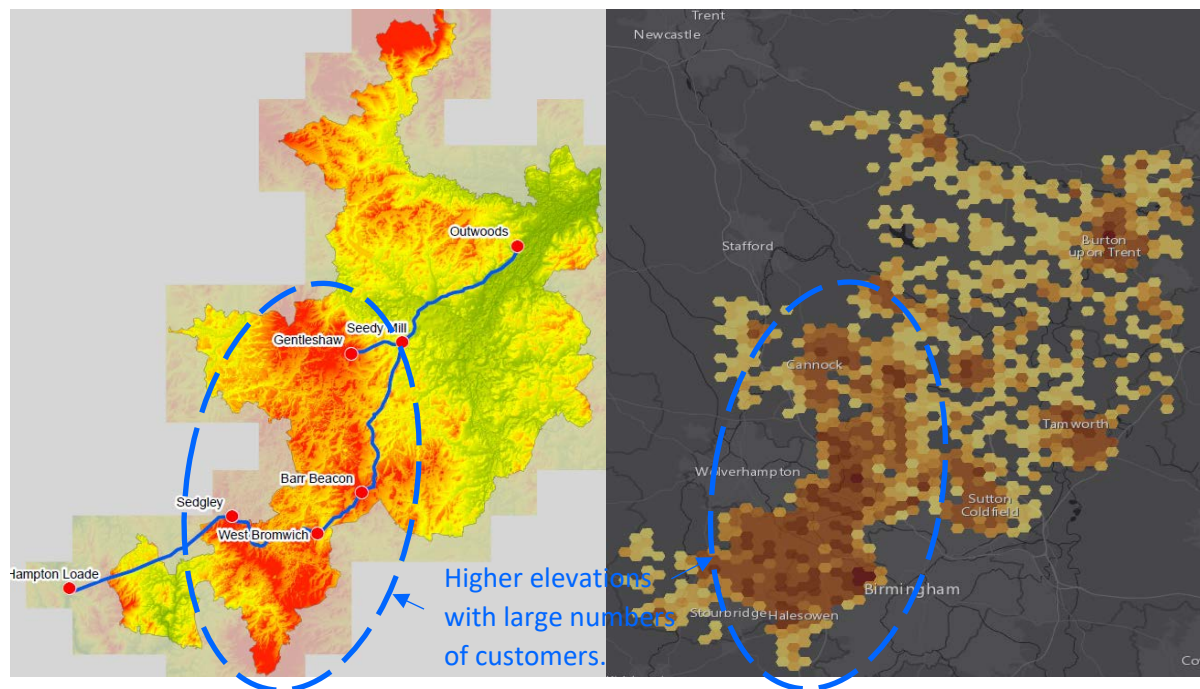 Outwoods
Seedy Mill
Gentleshaw
Barr Beacon
Sedgley
West Bromwich
Hampton Loade
Higher elevations
with large numbers
of customers.
Trent
Newcastle
Stafford
Burton
upon Trent
Cannock
Tamworth
Wolverhampton
Sutton
Coldfield
Birmingham
Stourbridge
Halesowen